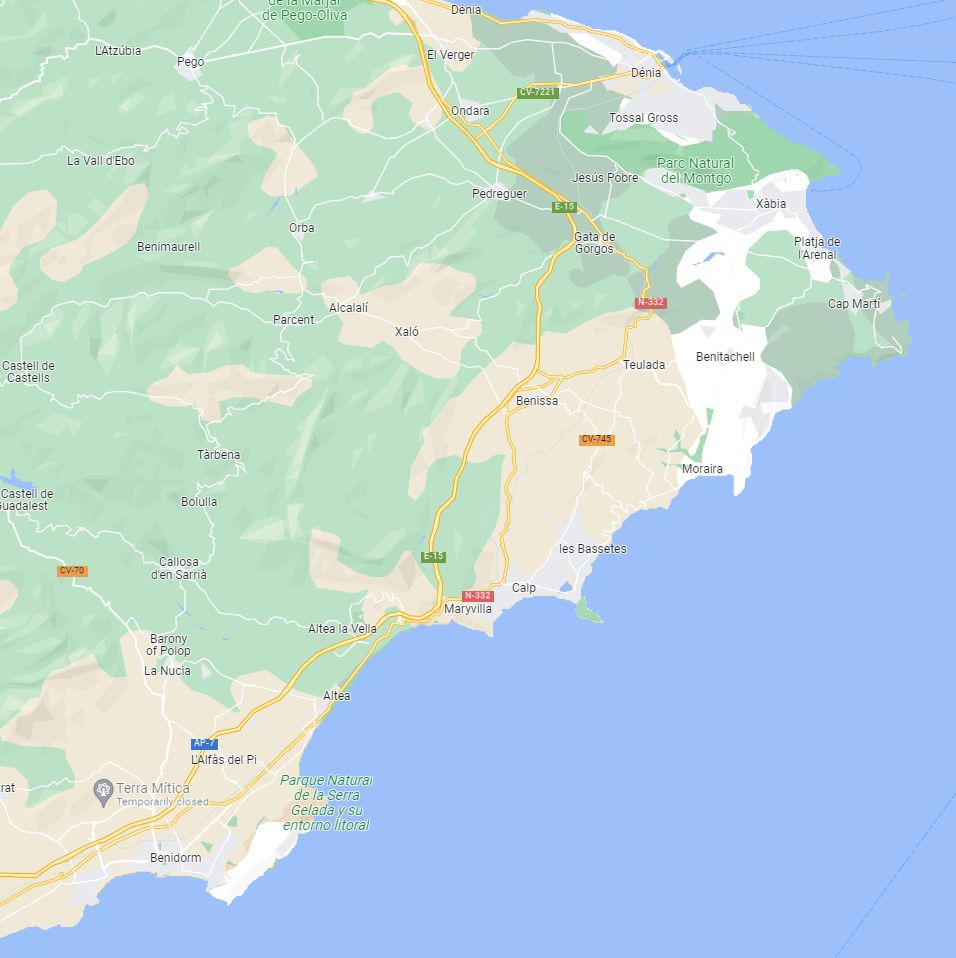 de la Marjal
de Pego-Oliva
Dénia
L'Atzúbia
El Verger
Pego
Dénia
CV-7221
Ondara
Tossal Gross
La Vall d'Ebo
Parc Natural
del Montgó
Jesús Pobre
Pedreguer
Xàbia
E-15
Orba
Gata de
Gorgos
Benimaurell
Platja de
l'Arenal
N-332
Cap Martí
Alcalalí
Parcent
Xaló
Benitachell
Castell de
Castells
Teulada
Benissa
CV-745
Tàrbena
Moraira
Castell de
Guadalest
Bolulla
les Bassetes
E-15
Callosa
d'en Sarrià
CV-70
Calp
N-332
Maryvilla
Altea la Vella
Barony
of Polop
La Nucia
Altea
AP-7
L'Alfàs del Pi
Parque Natural
de la Serra
Gelada y su
entorno litoral
rat
Terra Mítica
Temporarily closed
Benidorm